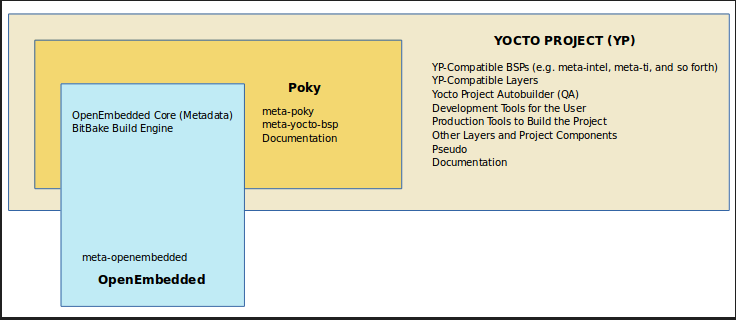 YOCTO PROJECT (YP)
YP-Compatible BSPs (e.g. meta-intel, meta-ti, and so forth)
YP-Compatible Layers
Yocto Project Autobuilder (QA)
Development Tools for the User
Production Tools to Build the Project
Other Layers and Project Components
Pseudo
Documentation
Poky
meta-poky
meta-yocto-bsp
Documentation
OpenEmbedded Core (Metadata)
BitBake Build Engine
meta-openembedded
OpenEmbedded